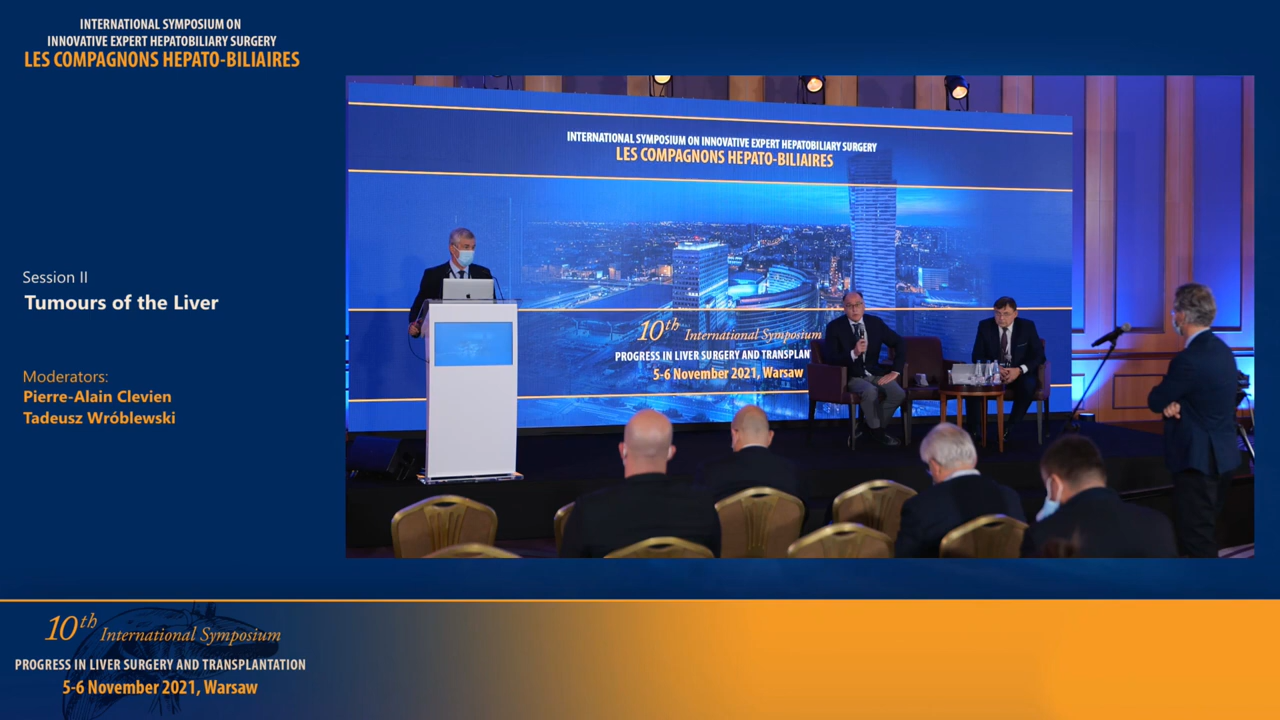 INTERNATIONAL SYMPOSIUM ON
INNOVATIVE EXPERT HEPATOBILIARY SURGERY
LES COMPAGNONS HEPATO-BILIAIRES
Session II
Tumours of the Liver
Moderators:
Pierre-Alain Clevien
Tadeusz Wróblewski
INTERNATIONAL SYMPOSIUM ON INNOVATIVE EXPERT HEPATOBILIARY SURGERY
LES COMPAGNONS HEPATO-BILIAIRES
10th International Symposium
PROGRESS IN LIVER SURGERY AND TRANSPLAN
5-6 November 2021, Warsaw
10th International Symposium
PROGRESS IN LIVER SURGERY AND TRANSPLANTATION
5-6 November 2021, Warsaw